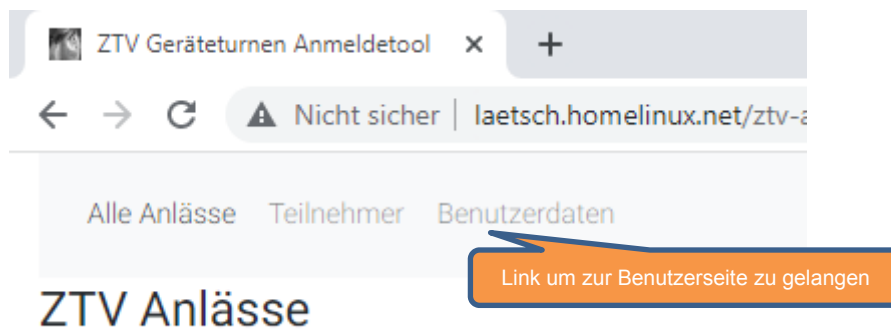 ZTV Geräteturnen Anmeldetool
Nicht sicher | laetsch.homelinux.net/ztv-a
Alle Anlässe Teilnehmer Benutzerdaten
Link um zur Benutzerseite zu gelangen
ZTV Anlässe